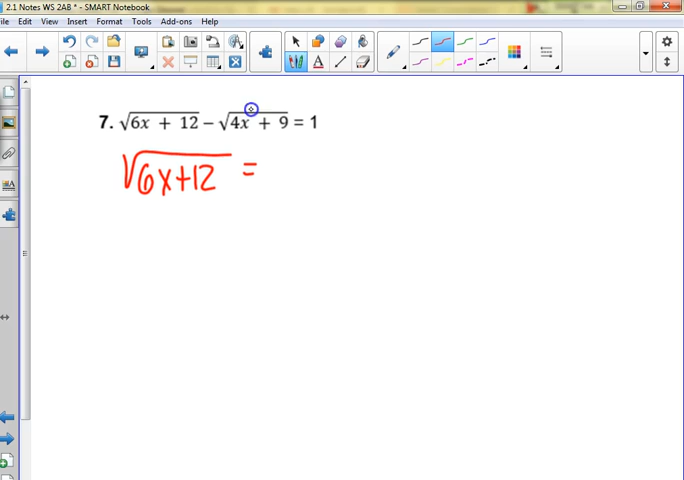 2.1 Notes WS 2AB * - SMART Notebook
File Edit View Insert Format Tools Add-ons Help
7. √6x + 12 − √4x + 9 = 1
√6x+12 =